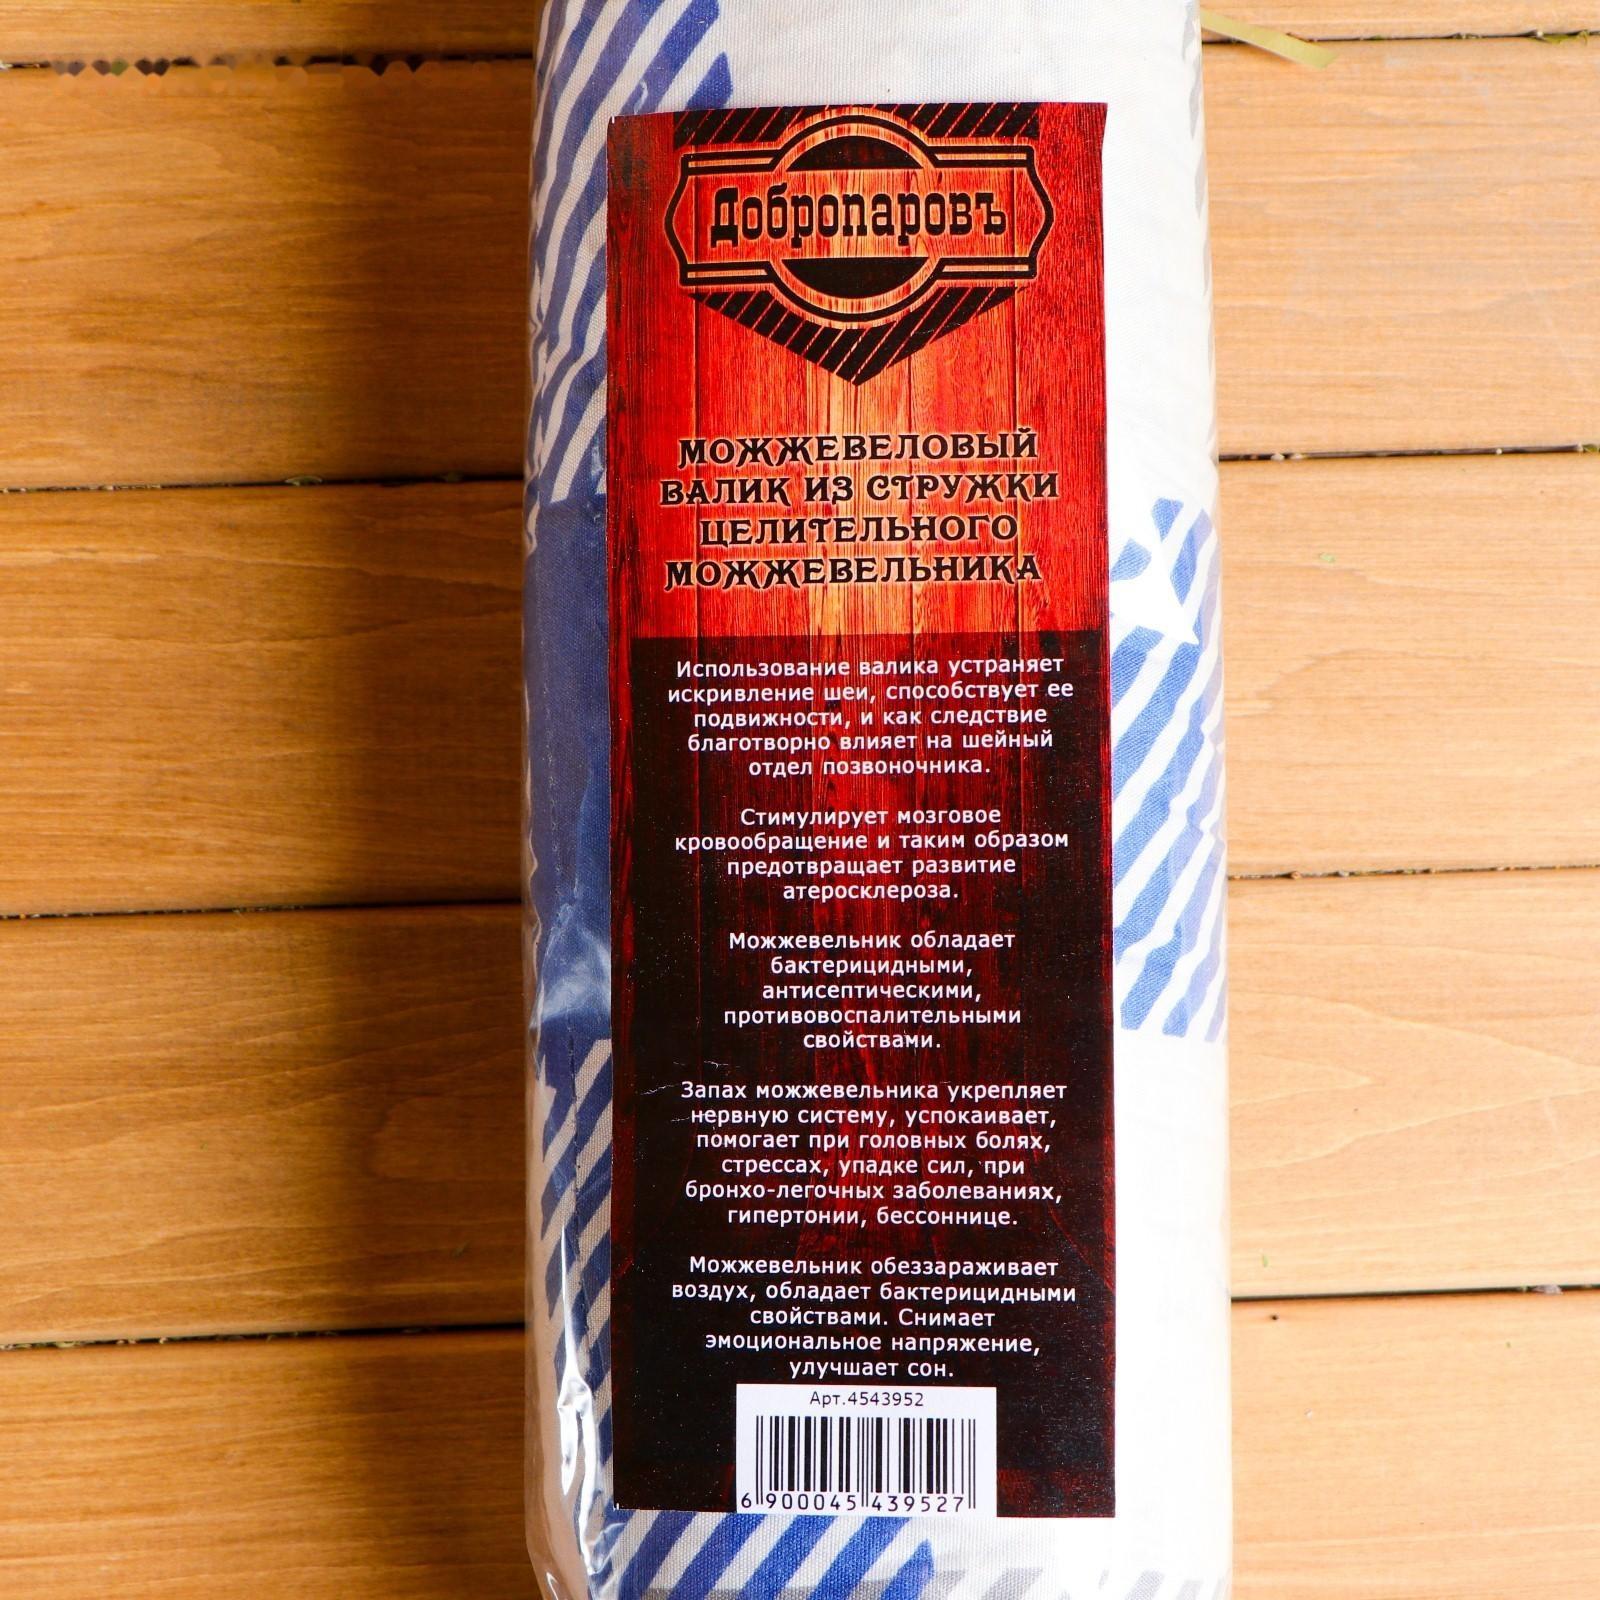 Добропаровъ
МОЖЖЕВЕЛОВЫЙ
ВАЛИК ИЗ СТРУЖКИ
ЦЕЛИТЕЛЬНОГО
МОЖЖЕВЕЛЬНИКА
Использование валика устраняет
искривление шеи, способствует ее
подвижности, и как следствие
благотворно влияет на шейный
отдел позвоночника.
Стимулирует мозговое
кровообращение и таким образом
предотвращает развитие
атеросклероза.
Можжевельник обладает
бактерицидными,
антисептическими,
противовоспалительными
свойствами.
Запах можжевельника укрепляет
нервную систему, успокаивает,
помогает при головных болях,
стрессах, упадке сил, при
бронхо-легочных заболеваниях,
гипертонии, бессоннице.
Можжевельник обеззараживает
воздух, обладает бактерицидными
свойствами. Снимает
эмоциональное напряжение,
улучшает сон.
Арт.4543952
6 900045 439527